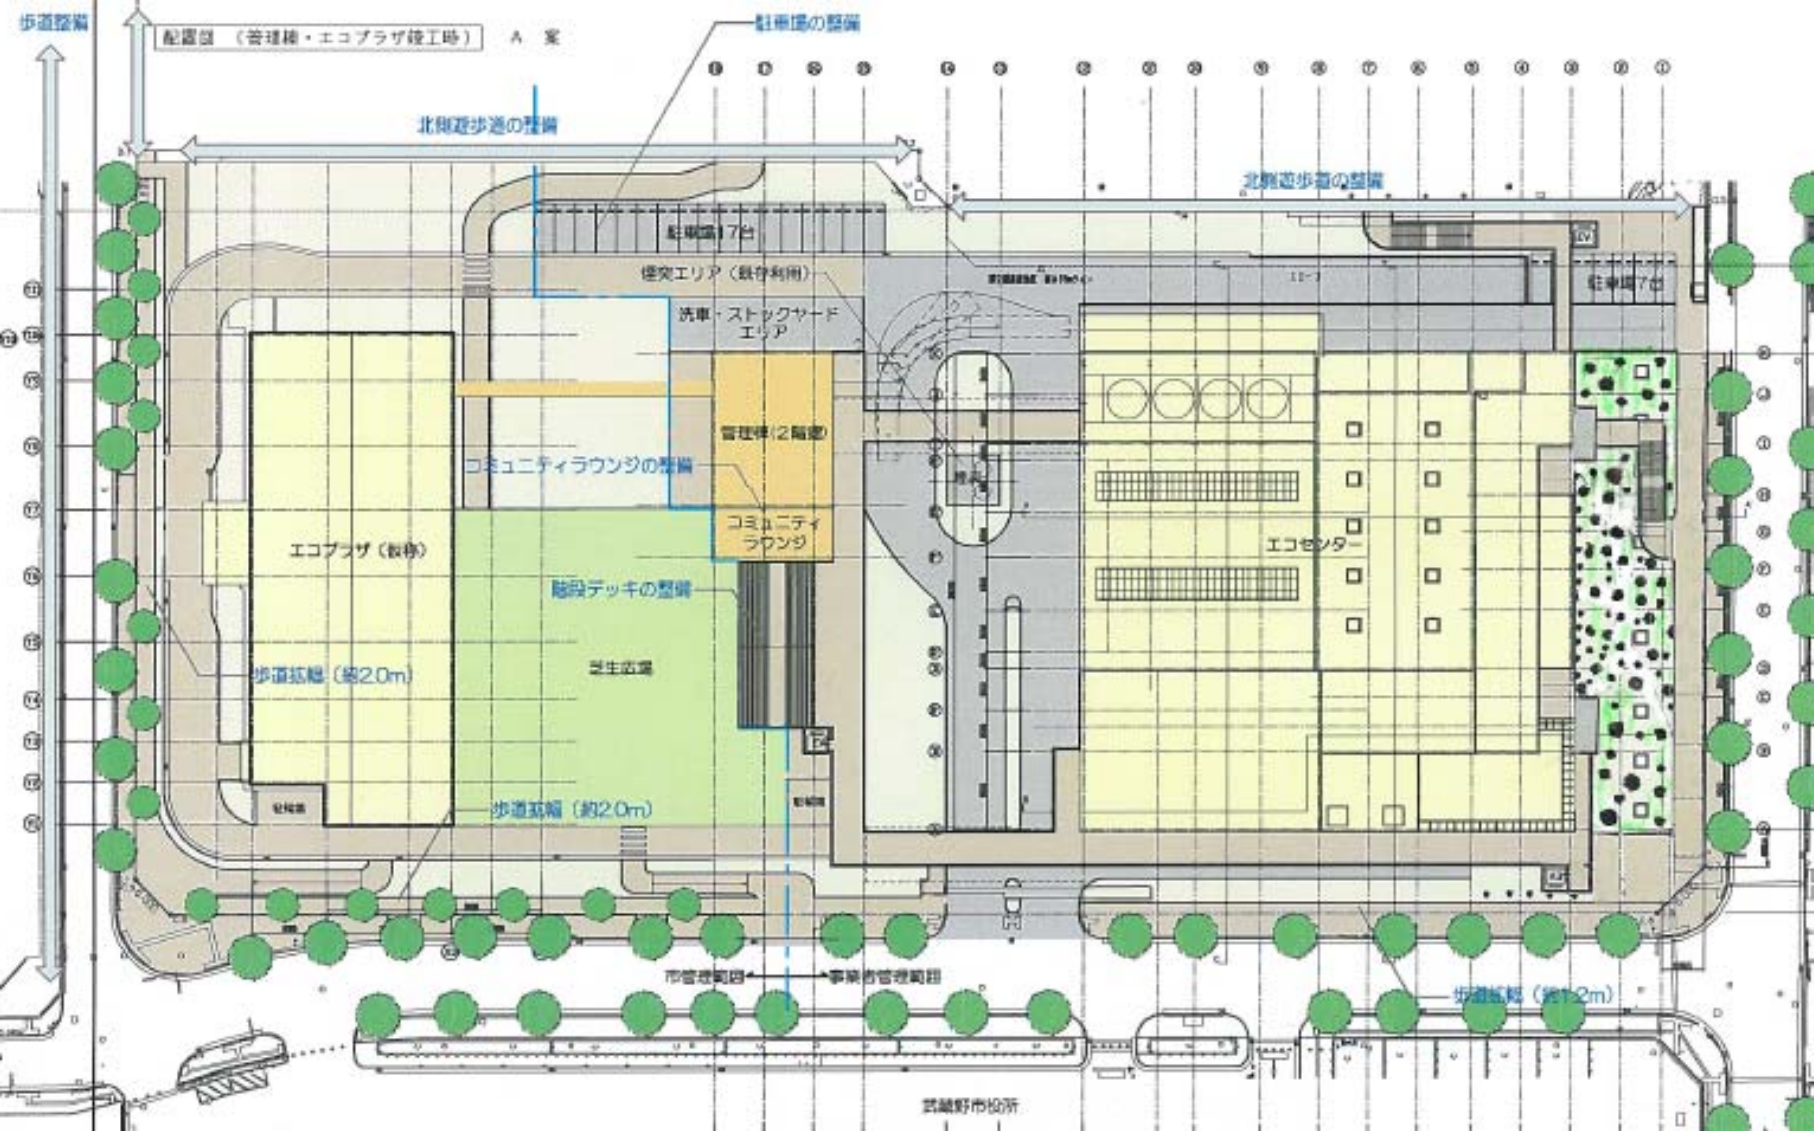 歩道整備
配置図 （管理棟・エコプラザ竣工時）
A 案
駐車場の整備
北側遊歩道の整備
北側遊歩道の整備
駐車場17台
煙突エリア（既存利用）
駐車場7台
洗車・ストックヤード
エリア
管理棟(2階建)
コミュニティラウンジの整備
コミュニティ
ラウンジ
エコプラザ（仮称）
エコセンター
階段デッキの整備
芝生広場
歩道拡幅（約2.0m）
歩道拡幅（約2.0m）
駐輪場
駐輪場
市管理範囲
事業者管理範囲
歩道拡幅（約1.2m）
武蔵野市役所